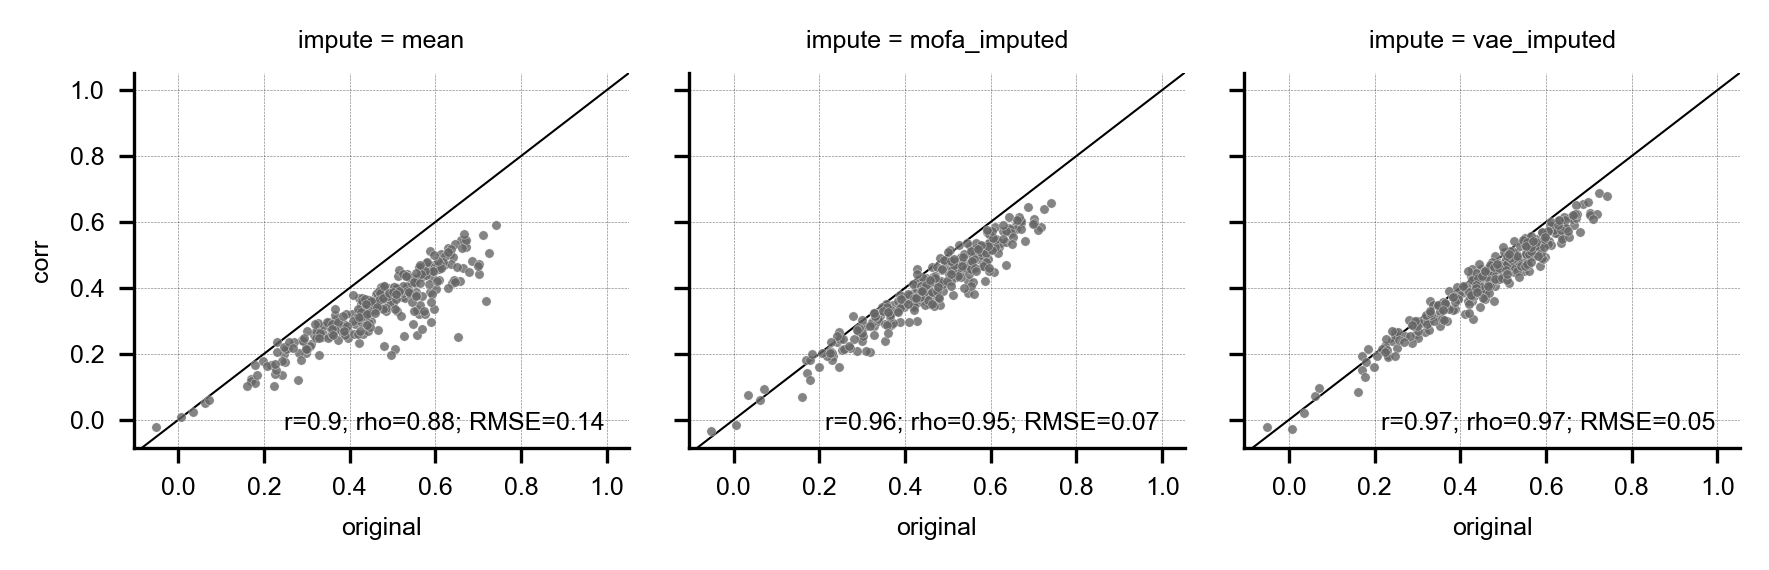 impute = mean
impute = mofa_imputed
impute = vae_imputed
corr
1.0
0.8
0.6
0.4
0.2
0.0
r=0.9; rho=0.88; RMSE=0.14
r=0.96; rho=0.95; RMSE=0.07
r=0.97; rho=0.97; RMSE=0.05
0.0 0.2 0.4 0.6 0.8 1.0
0.0 0.2 0.4 0.6 0.8 1.0
0.0 0.2 0.4 0.6 0.8 1.0
original
original
original